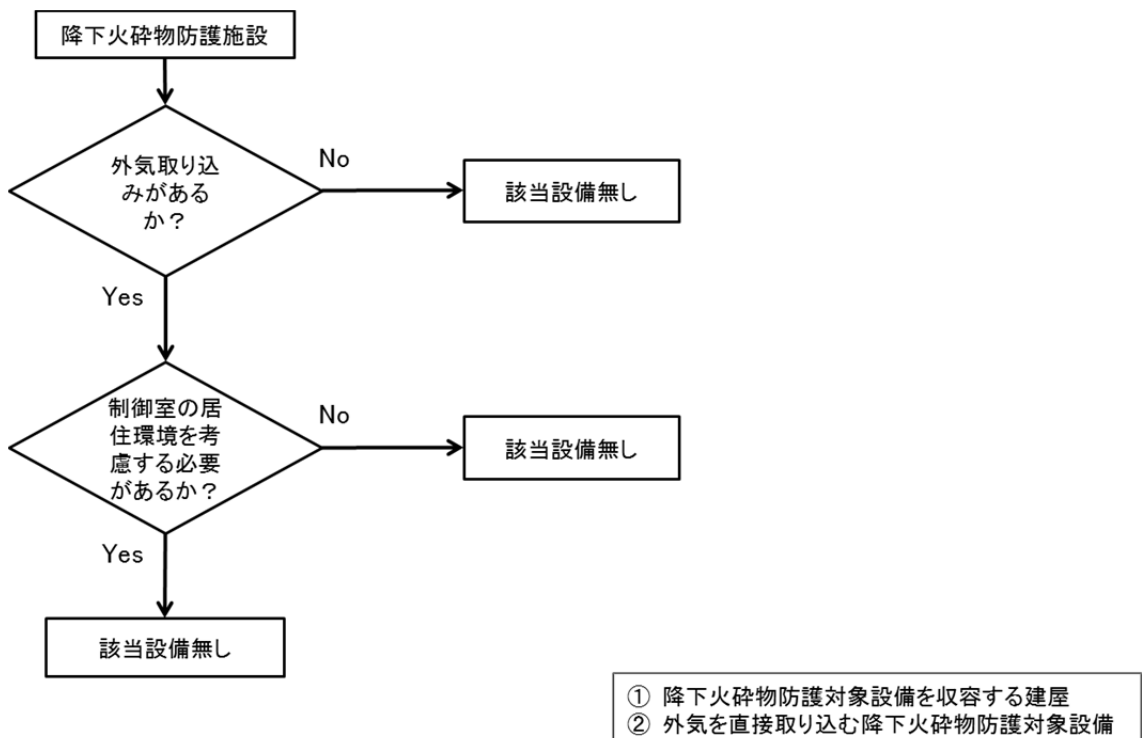 降下火砕物防護施設
外気取り込
みがある
か?
No
該当設備無し
Yes
制御室の居
住環境を考
慮する必要
があるか?
No
該当設備無し
Yes
該当設備無し
① 降下火砕物防護対象設備を収容する建屋
② 外気を直接取り込む降下火砕物防護対象設備